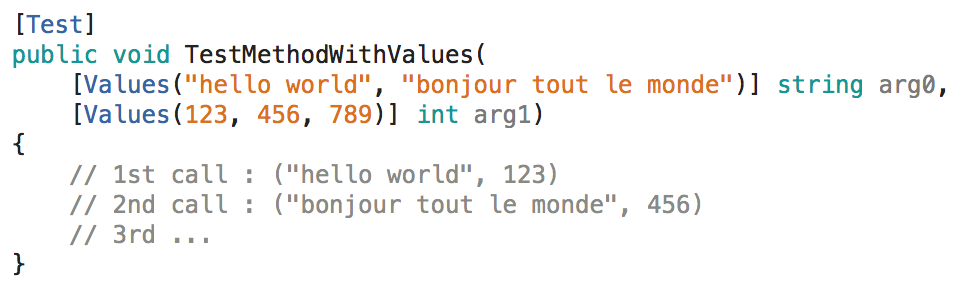 [Test]
public void TestMethodWithValues(
    [Values("hello world", "bonjour tout le monde")] string arg0,
    [Values(123, 456, 789)] int arg1)
{
    // 1st call : ("hello world", 123)
    // 2nd call : ("bonjour tout le monde", 456)
    // 3rd ...
}